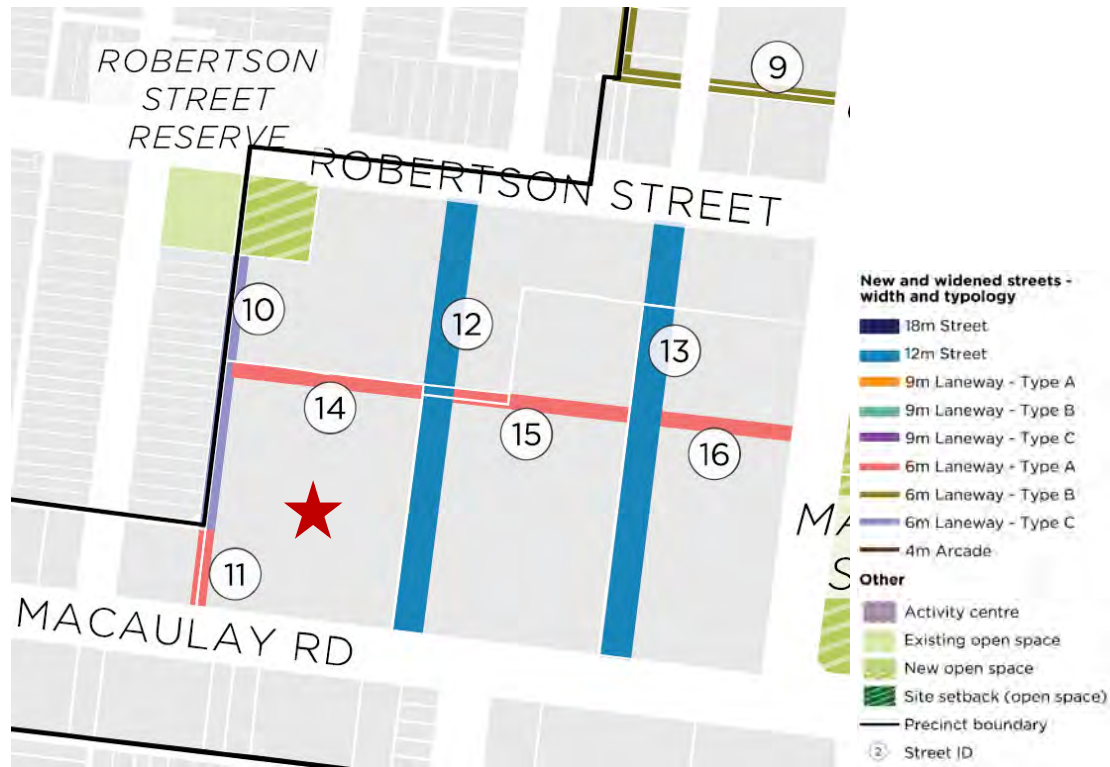 ROBERTSON
STREET
RESERVE
9
ROBERTSON STREET
10
12
13
14
15
16
11
MACAULAY RD
New and widened streets -
width and typology
18m Street
12m Street
9m Laneway - Type A
9m Laneway - Type B
9m Laneway - Type C
6m Laneway - Type A
6m Laneway - Type B
6m Laneway - Type C
4m Arcade
Other
Activity centre
Existing open space
New open space
Site setback (open space)
Precinct boundary
2 Street ID